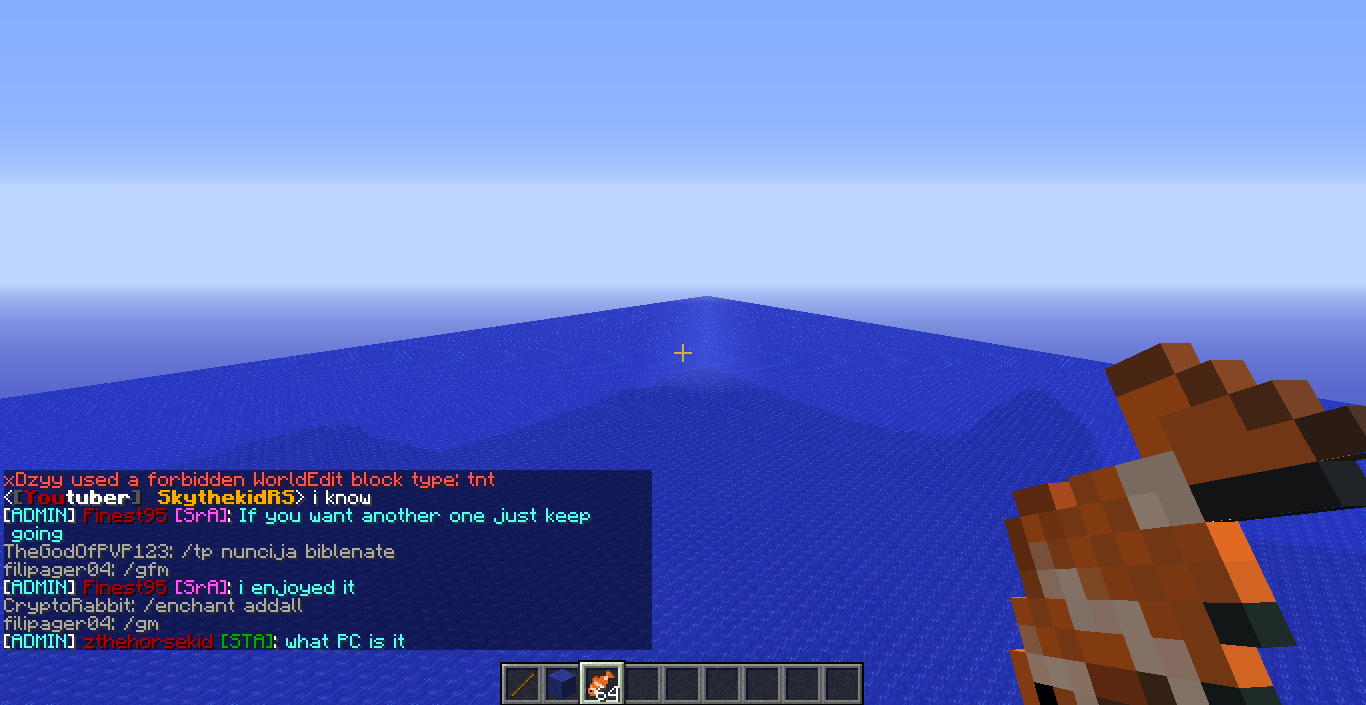 xDzyy used a forbidden WorldEdit block type: tnt
<[Youtuber] SkythekidRS> i know
[ADMIN] Finest95 [SrA]: If you want another one just keep
going
TheGodOfPVP123: /tp nuncija biblenate
filipager04: /gfm
[ADMIN] Finest95 [SrA]: i enjoyed it
CryptoRabbit: /enchant addall
filipager04: /gm
[ADMIN] zthehorsekid [STA]: what PC is it
64